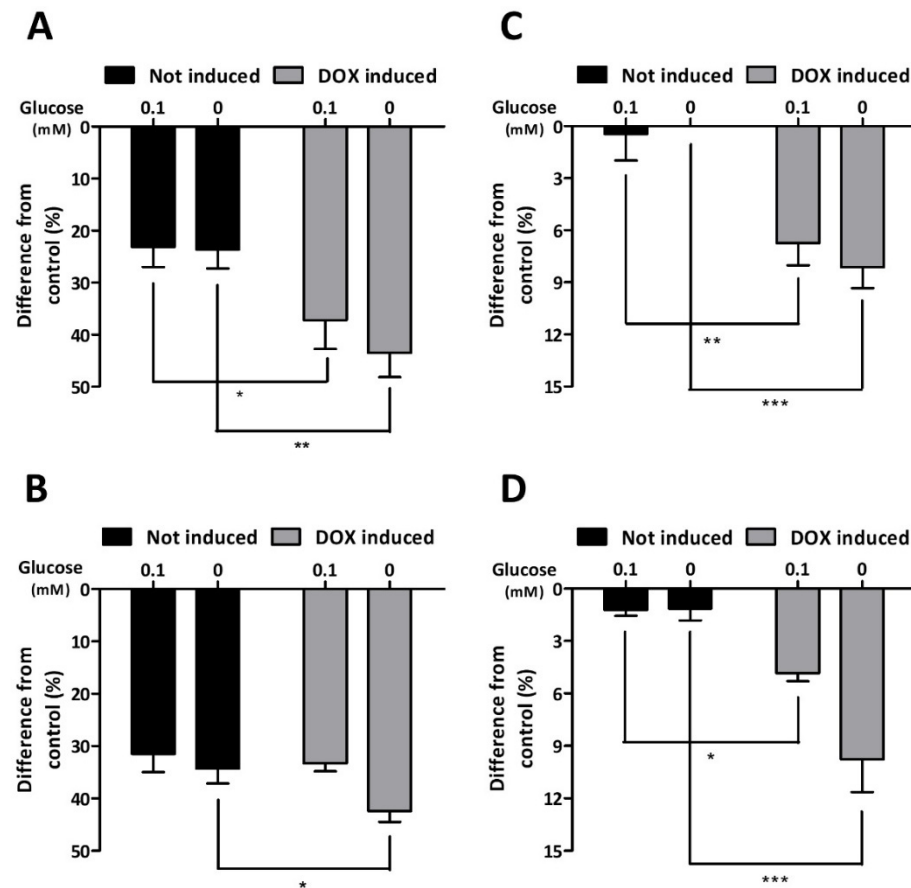 A
Not induced DOX induced
Glucose (mM) 0.1 0 0.1 0
Difference from control (%)
0
10
20
30
40
50
*
**
C
Not induced DOX induced
Glucose (mM) 0.1 0 0.1 0
Difference from control (%)
0
3
6
9
12
15
**
***
B
Not induced DOX induced
Glucose (mM) 0.1 0 0.1 0
Difference from control (%)
0
10
20
30
40
50
*
D
Not induced DOX induced
Glucose (mM) 0.1 0 0.1 0
Difference from control (%)
0
3
6
9
12
15
*
***